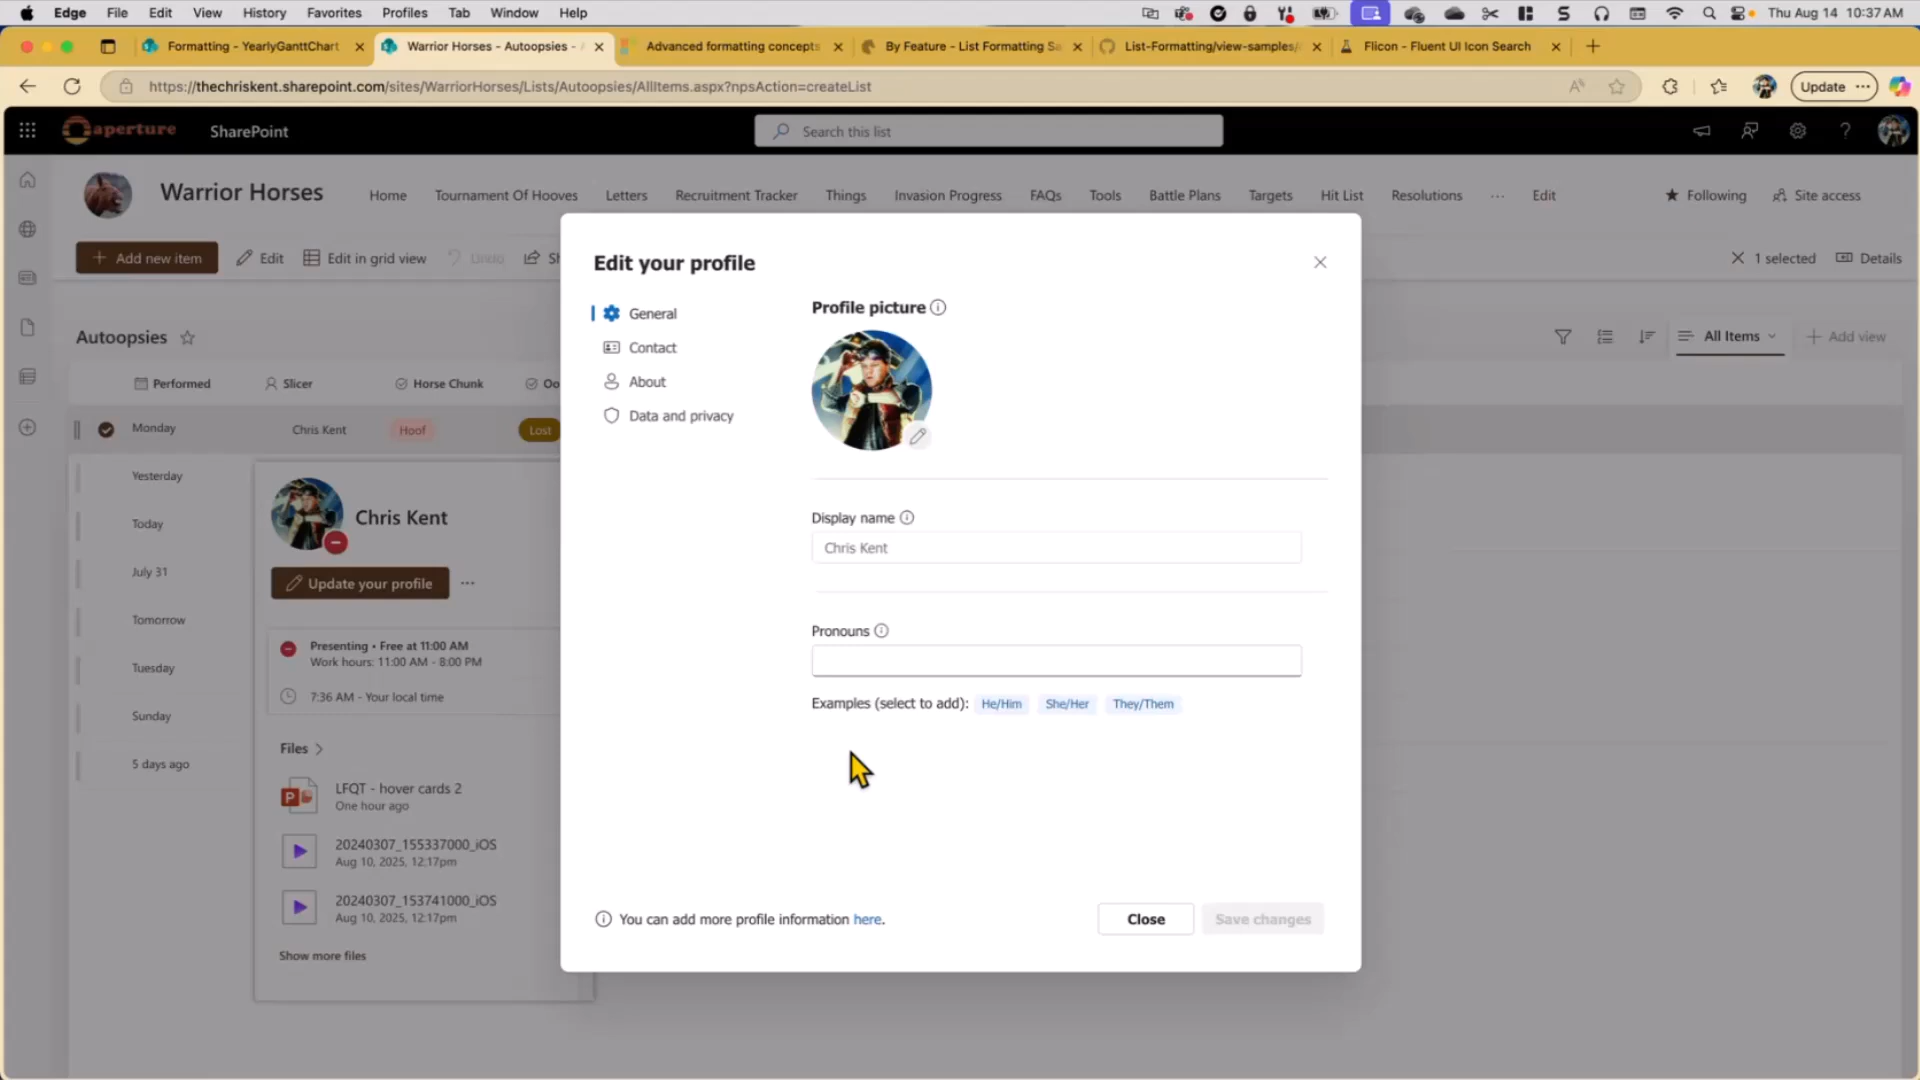 Edge File Edit View History Favorites Profiles Tab Window Help Thu Aug 14 10:37 AM
Formatting - YearlyGanttChart Warrior Horses - Autoopsies - Advanced formatting concepts By Feature - List Formatting Sa List-Formatting/view-samples/ Flicon - Fluent UI Icon Search
https://thechriskent.sharepoint.com/sites/WarriorHorses/Lists/Autoopsies/AllItems.aspx?npsAction=createList Update
aperture SharePoint Search this list
Warrior Horses Home Tournament Of Hooves Letters Recruitment Tracker Things Invasion Progress FAQs Tools Battle Plans Targets Hit List Resolutions Edit Following Site access
Add new item Edit Edit in grid view Undo Sh 1 selected Details
Autoopsies All Items Add view
Performed Slicer Horse Chunk Oo
Monday Chris Kent Hoof Lost
Yesterday
Today
July 31
Tomorrow
Tuesday
Sunday
5 days ago
Chris Kent
Update your profile
Presenting • Free at 11:00 AM
Work hours: 11:00 AM - 8:00 PM
7:36 AM - Your local time
Files
LFQT - hover cards 2
One hour ago
20240307_155337000_iOS
Aug 10, 2025, 12:17pm
20240307_153741000_iOS
Aug 10, 2025, 12:17pm
Show more files
Edit your profile
General
Contact
About
Data and privacy
Profile picture
Display name
Chris Kent
Pronouns
Examples (select to add): He/Him She/Her They/Them
You can add more profile information here.
Close Save changes